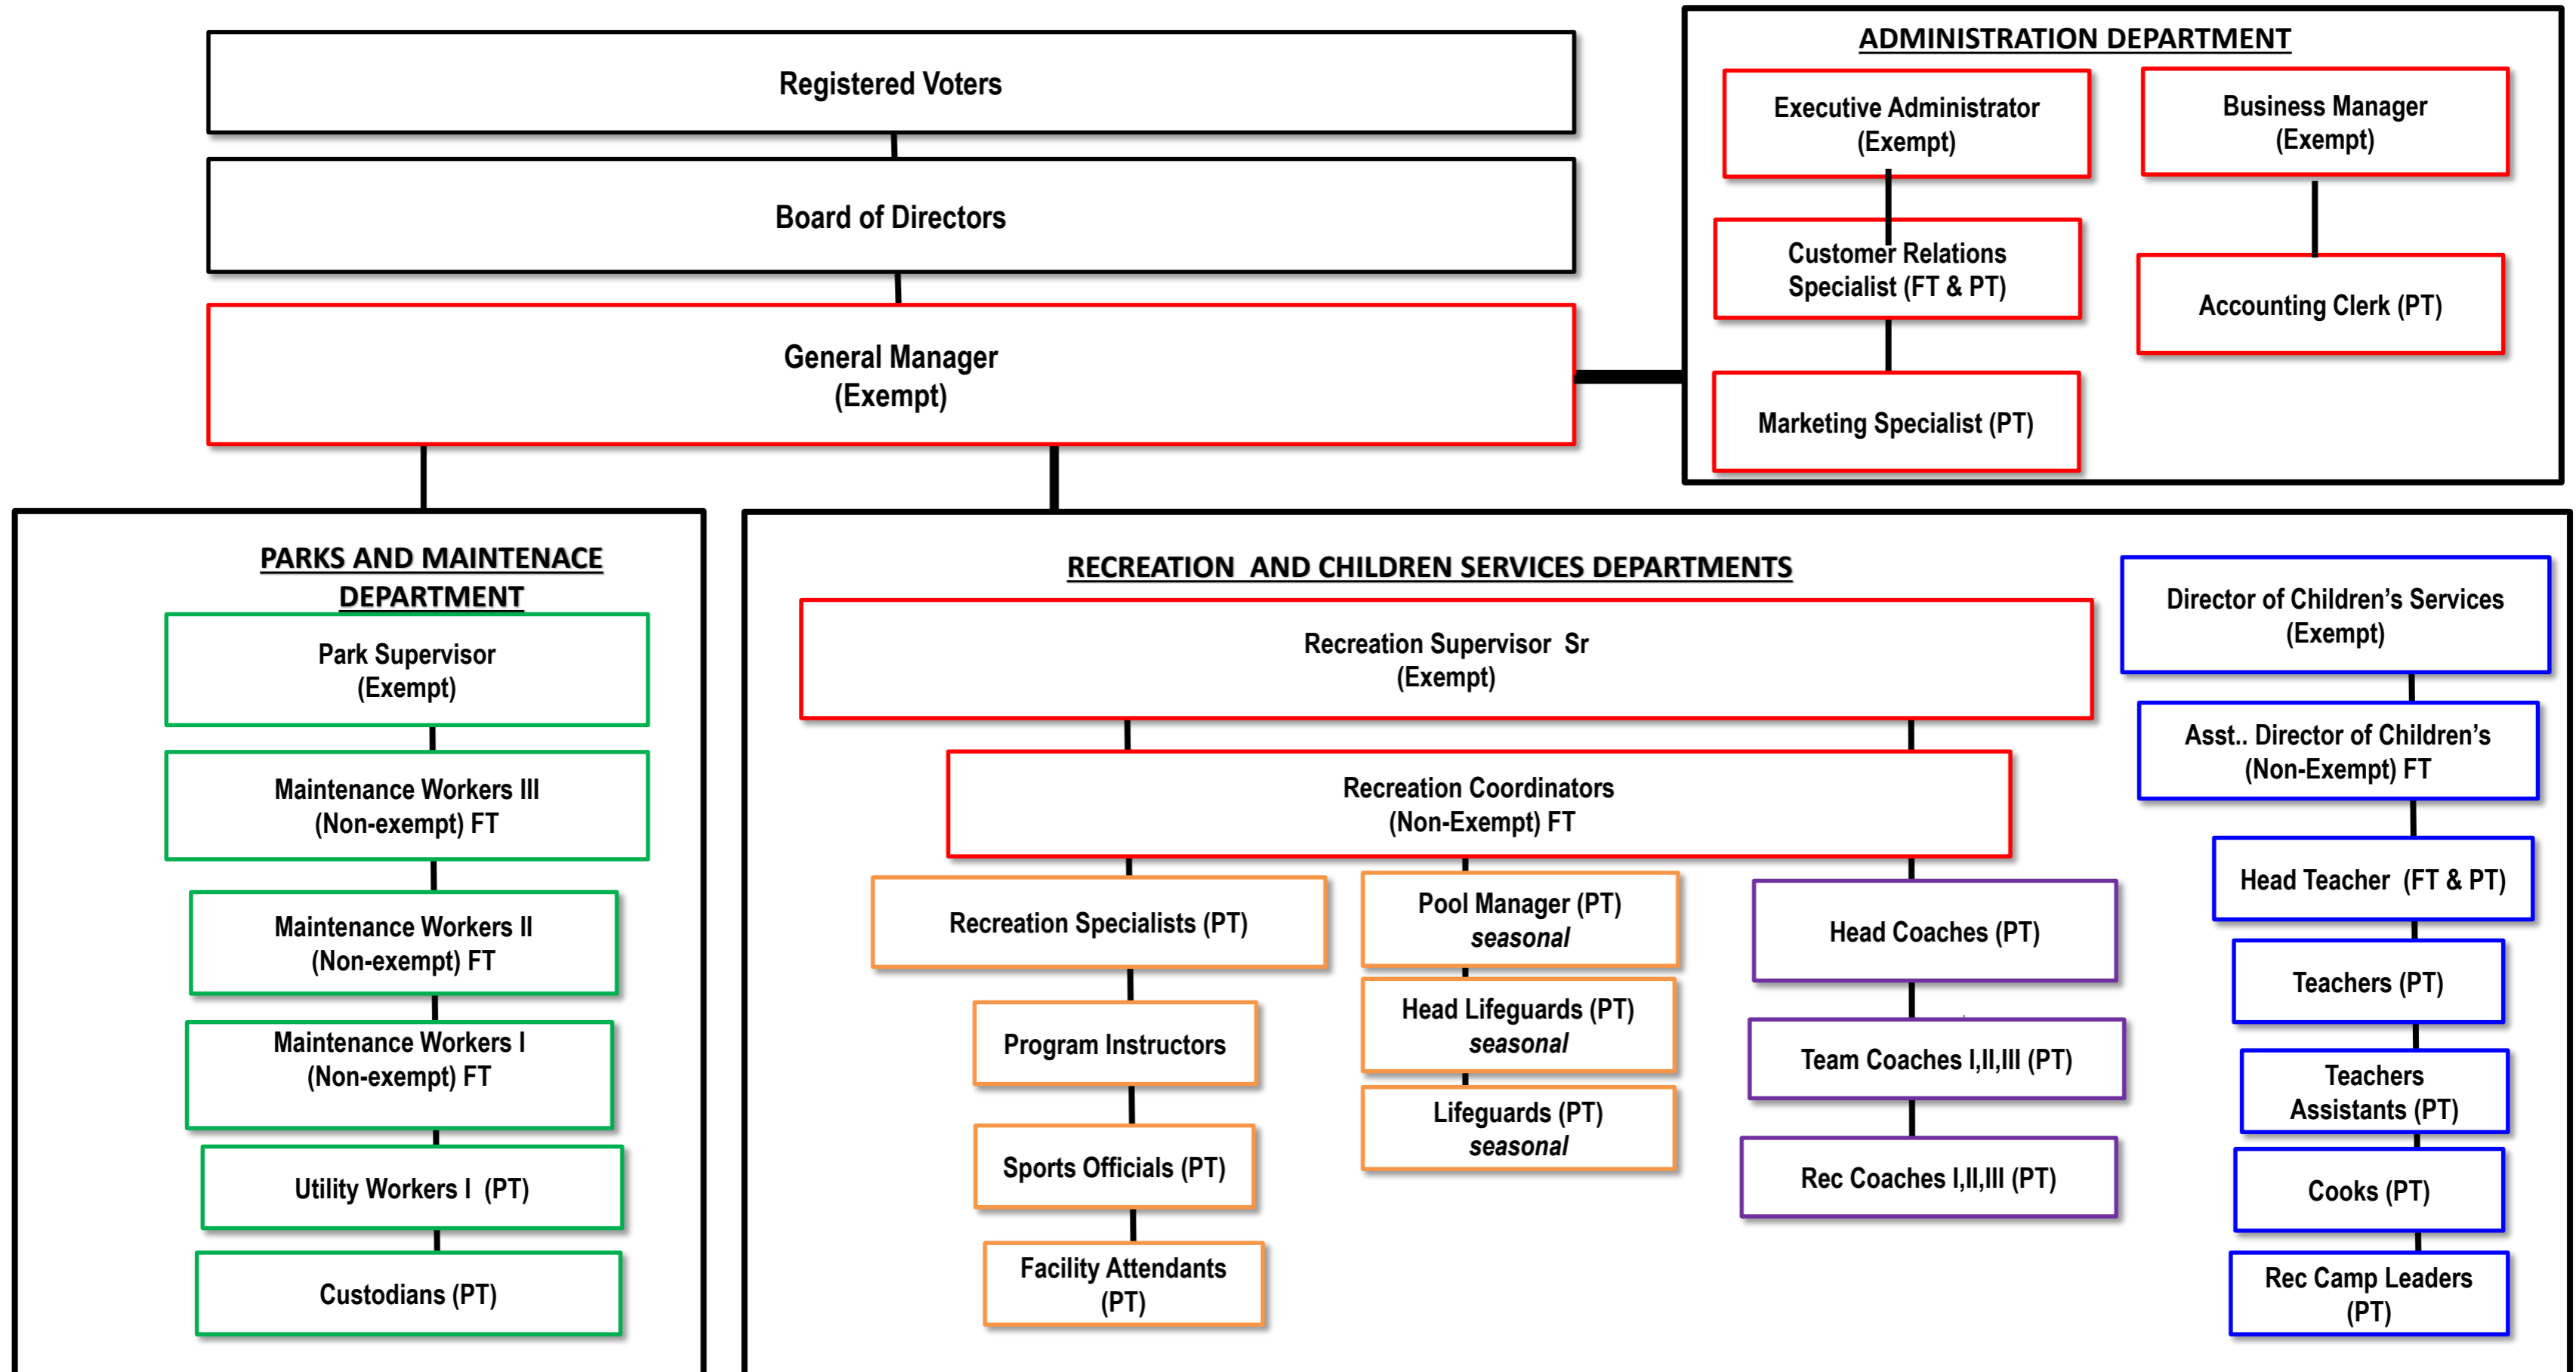 Registered Voters
Board of Directors
General Manager
(Exempt)
ADMINISTRATION DEPARTMENT
Executive Administrator
(Exempt)
Customer Relations
Specialist (FT & PT)
Marketing Specialist (PT)
Business Manager
(Exempt)
Accounting Clerk (PT)
PARKS AND MAINTENACE
DEPARTMENT
Park Supervisor
(Exempt)
Maintenance Workers III
(Non-exempt) FT
Maintenance Workers II
(Non-exempt) FT
Maintenance Workers I
(Non-exempt) FT
Utility Workers I (PT)
Custodians (PT)
RECREATION AND CHILDREN SERVICES DEPARTMENTS
Recreation Supervisor Sr
(Exempt)
Recreation Coordinators
(Non-Exempt) FT
Recreation Specialists (PT)
Program Instructors
Sports Officials (PT)
Facility Attendants
(PT)
Pool Manager (PT)
seasonal
Head Lifeguards (PT)
seasonal
Lifeguards (PT)
seasonal
Head Coaches (PT)
Team Coaches I,II,III (PT)
Rec Coaches I,II,III (PT)
Director of Children’s Services
(Exempt)
Asst.. Director of Children’s
(Non-Exempt) FT
Head Teacher (FT & PT)
Teachers (PT)
Teachers
Assistants (PT)
Cooks (PT)
Rec Camp Leaders
(PT)